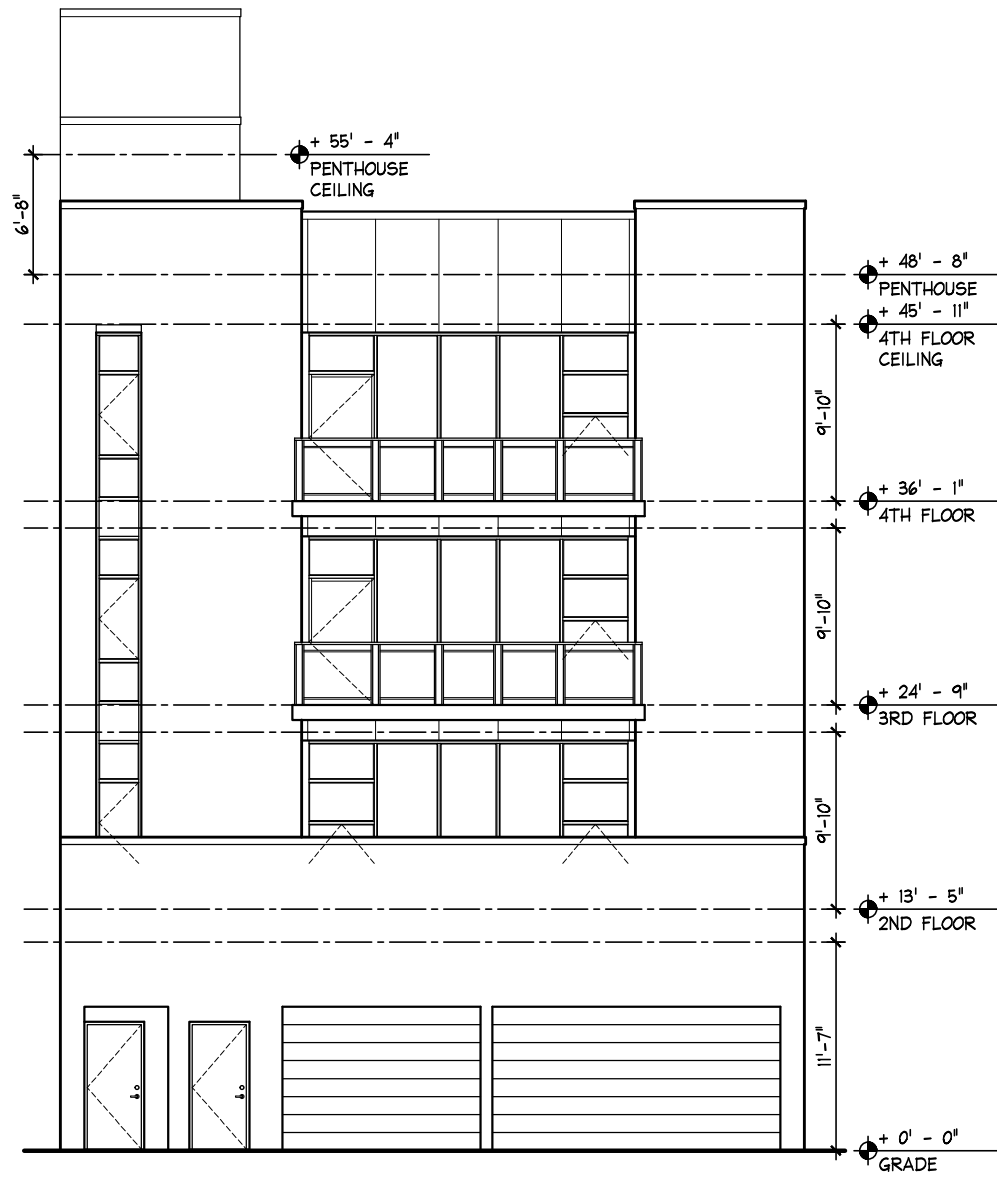 + 55' - 4"
PENTHOUSE
CEILING
6'-8"
+ 48' - 8"
PENTHOUSE
+ 45' - 11"
4TH FLOOR
CEILING
9'-10"
+ 36' - 1"
4TH FLOOR
9'-10"
+ 24' - 9"
3RD FLOOR
9'-10"
+ 13' - 5"
2ND FLOOR
11'-7"
+ 0' - 0"
GRADE